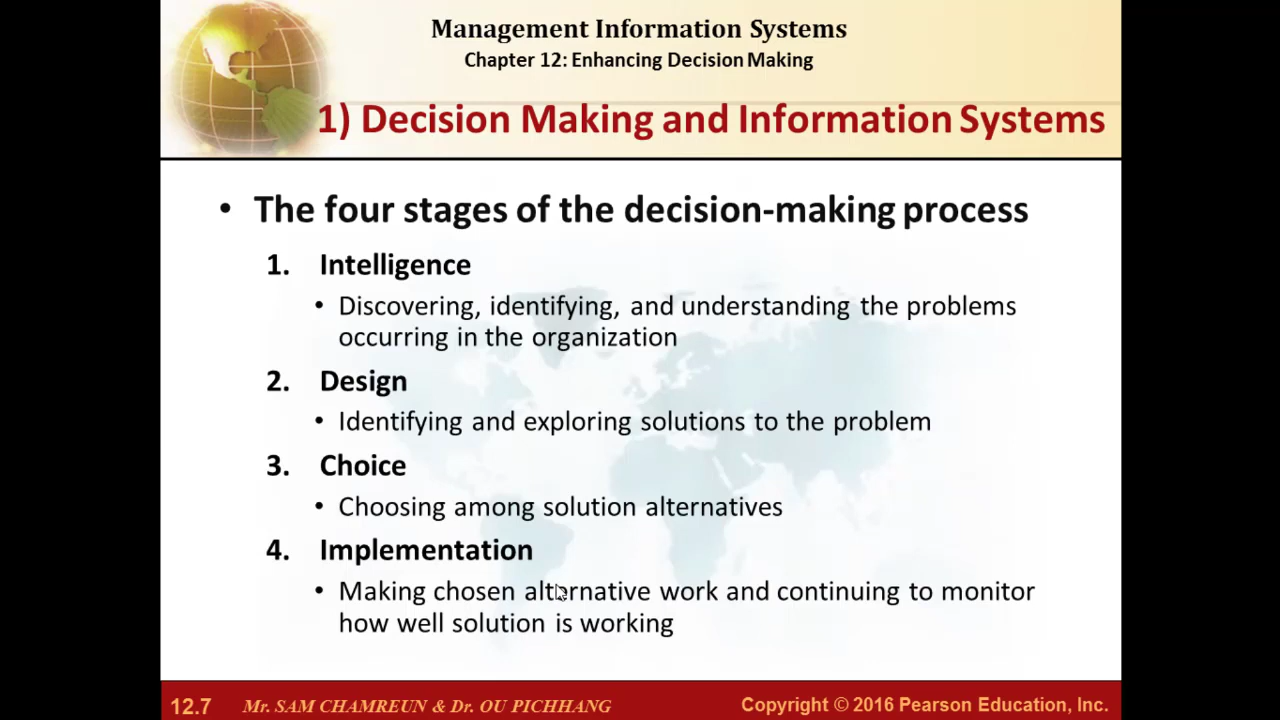 Management Information Systems
Chapter 12: Enhancing Decision Making
1) Decision Making and Information Systems
• The four stages of the decision-making process
1. Intelligence
• Discovering, identifying, and understanding the problems
occurring in the organization
2. Design
• Identifying and exploring solutions to the problem
3. Choice
• Choosing among solution alternatives
4. Implementation
• Making chosen alternative work and continuing to monitor
how well solution is working
12.7 Mr. SAM CHAMREUN & Dr. OU PICHHANG Copyright © 2016 Pearson Education, Inc.